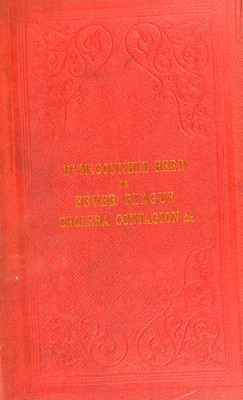 Dr McCONNELL REED
ON
FEVER PLAGUE
CHOLERA CONTAGION &c